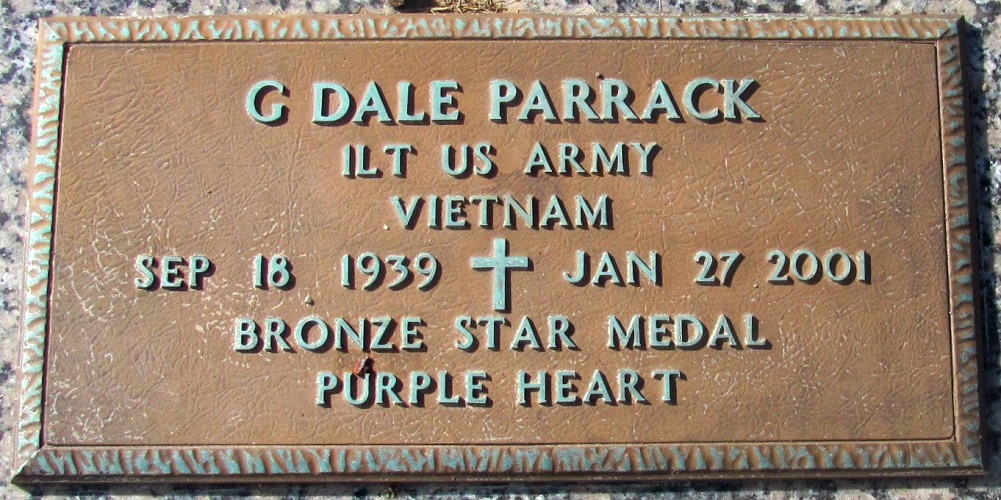 G DALE PARRACK
1LT US ARMY
VIETNAM
SEP 18 1939 JAN 27 2001
BRONZE STAR MEDAL
PURPLE HEART